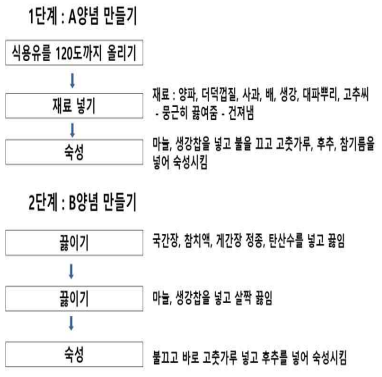 1단계 : A양념 만들기
식용유를 120도까지 올리기
재료 넣기
재료 : 양파, 더덕껍질, 사과, 배, 생강, 대파뿌리, 고추씨
- 뭉근히 끓여줌 - 건져냄
숙성
마늘, 생강찹을 넣고 불을 끄고 고춧가루, 후추, 참기름을
넣어 숙성시킴
2단계 : B양념 만들기
끓이기
국간장, 참치액, 게간장 정종, 탄산수를 넣고 끓임
끓이기
마늘, 생강찹을 넣고 살짝 끓임
숙성
불끄고 바로 고춧가루 넣고 후추를 넣어 숙성시킴